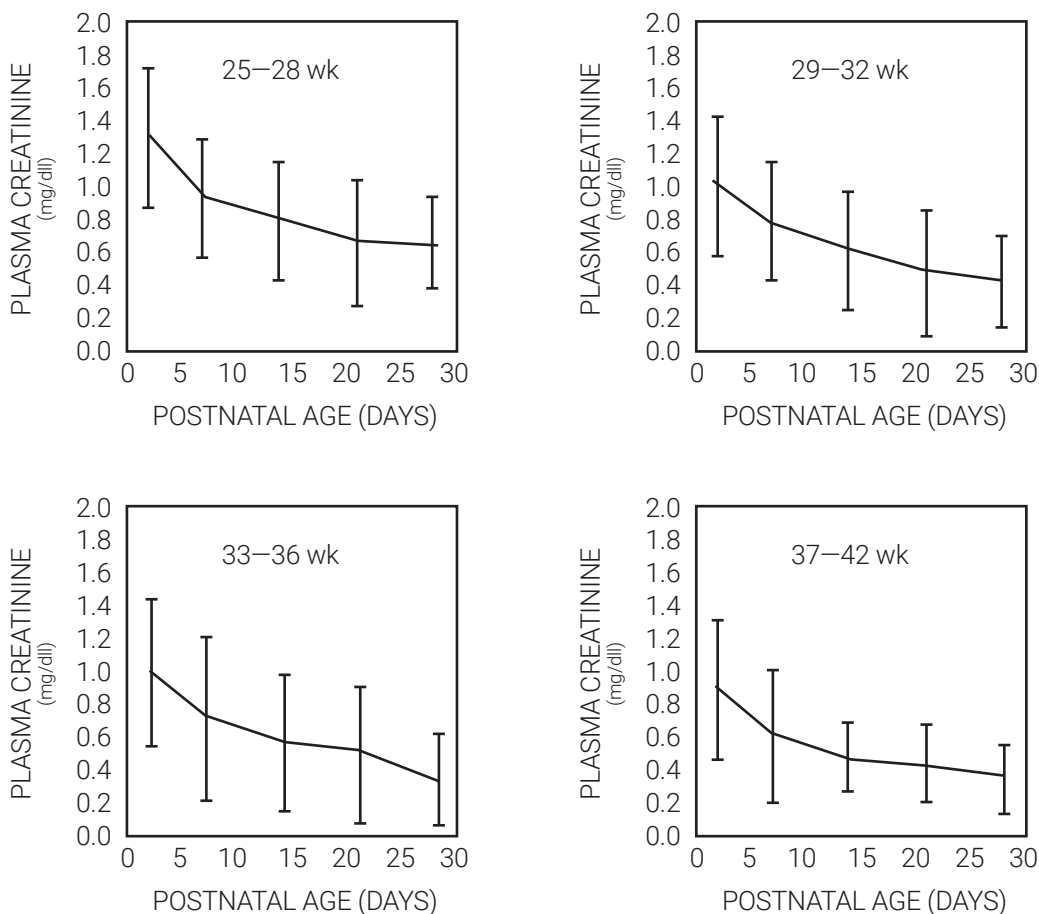 2.0
1.8
1.6
1.4
1.2
1.0
0.8
0.6
0.4
0.2
0.0
PLASMA CREATININE
(mg/dll)
25–28 wk
0 5 10 15 20 25 30
POSTNATAL AGE (DAYS)
2.0
1.8
1.6
1.4
1.2
1.0
0.8
0.6
0.4
0.2
0.0
PLASMA CREATININE
(mg/dll)
29–32 wk
0 5 10 15 20 25 30
POSTNATAL AGE (DAYS)
2.0
1.8
1.6
1.4
1.2
1.0
0.8
0.6
0.4
0.2
0.0
PLASMA CREATININE
(mg/dll)
33–36 wk
0 5 10 15 20 25 30
POSTNATAL AGE (DAYS)
2.0
1.8
1.6
1.4
1.2
1.0
0.8
0.6
0.4
0.2
0.0
PLASMA CREATININE
(mg/dll)
37–42 wk
0 5 10 15 20 25 30
POSTNATAL AGE (DAYS)